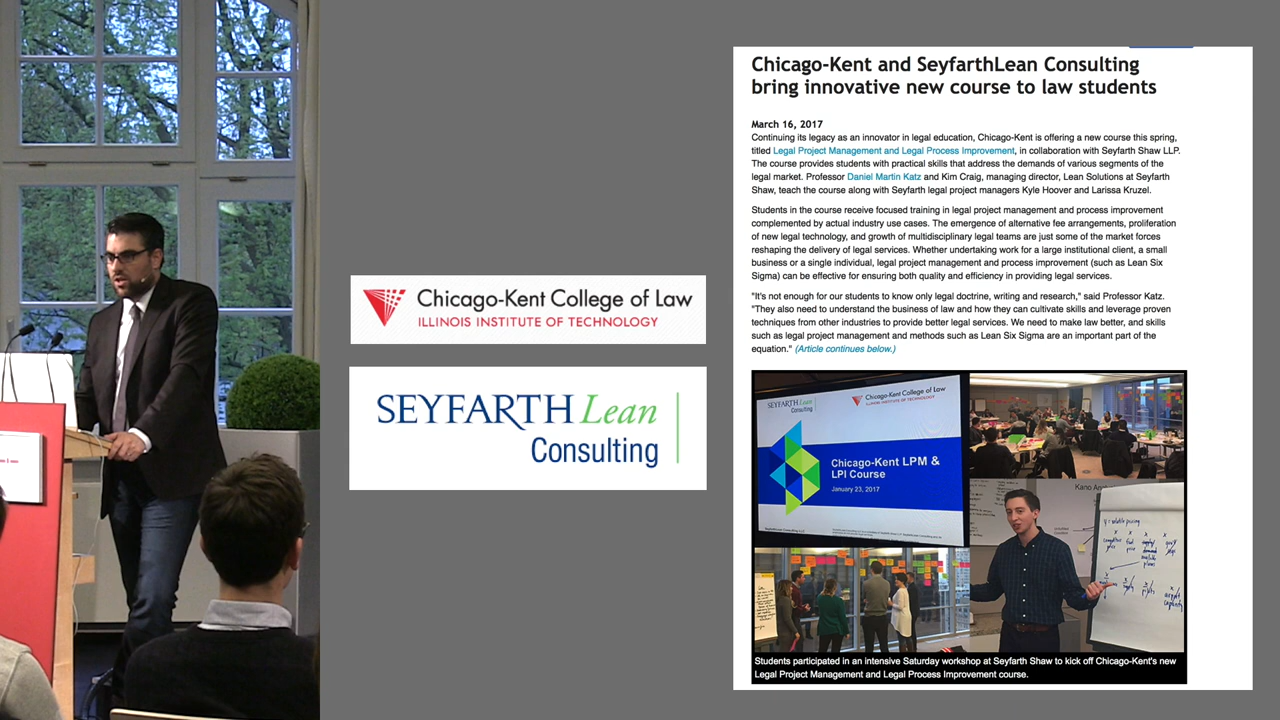 Chicago-Kent College of Law
ILLINOIS INSTITUTE OF TECHNOLOGY
SEYFARTH Lean
Consulting
Chicago-Kent and SeyfarthLean Consulting
bring innovative new course to law students
March 16, 2017
Continuing its legacy as an innovator in legal education, Chicago-Kent is offering a new course this spring,
titled Legal Project Management and Legal Process Improvement, in collaboration with Seyfarth Shaw LLP.
The course provides students with practical skills that address the demands of various segments of the
legal market. Professor Daniel Martin Katz and Kim Craig, managing director, Lean Solutions at Seyfarth
Shaw, teach the course along with Seyfarth legal project managers Kyle Hoover and Larissa Kruzel.
Students in the course receive focused training in legal project management and process improvement
complemented by actual industry use cases. The emergence of alternative fee arrangements, proliferation
of new legal technology, and growth of multidisciplinary legal teams are just some of the market forces
reshaping the delivery of legal services. Whether undertaking work for a large institutional client, a small
business or a single individual, legal project management and process improvement (such as Lean Six
Sigma) can be effective for ensuring both quality and efficiency in providing legal services.
"It's not enough for our students to know only legal doctrine, writing and research," said Professor Katz.
"They also need to understand the business of law and how they can cultivate skills and leverage proven
techniques from other industries to provide better legal services. We need to make law better, and skills
such as legal project management and methods such as Lean Six Sigma are an important part of the
equation." (Article continues below.)
SEYFARTH Lean
Consulting
Chicago-Kent College of Law
ILLINOIS INSTITUTE OF TECHNOLOGY
Chicago-Kent LPM &
LPI Course
January 23, 2017
Kano
Students participated in an intensive Saturday workshop at Seyfarth Shaw to kick off Chicago-Kent's new
Legal Project Management and Legal Process Improvement course.